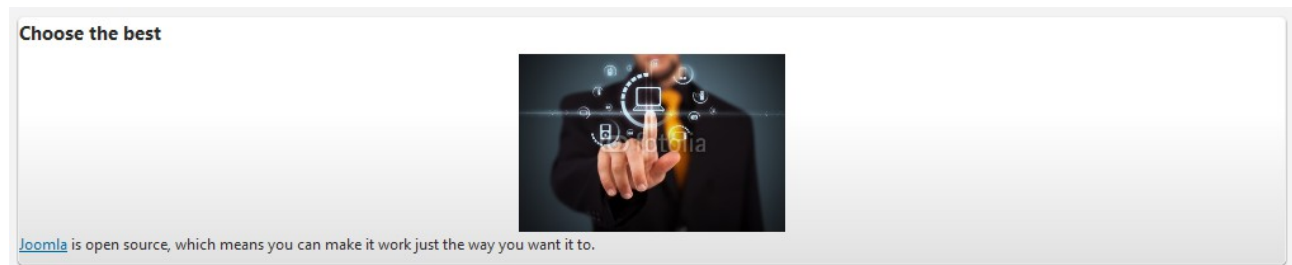 Choose the best
© fotolia
Joomla is open source, which means you can make it work just the way you want it to.